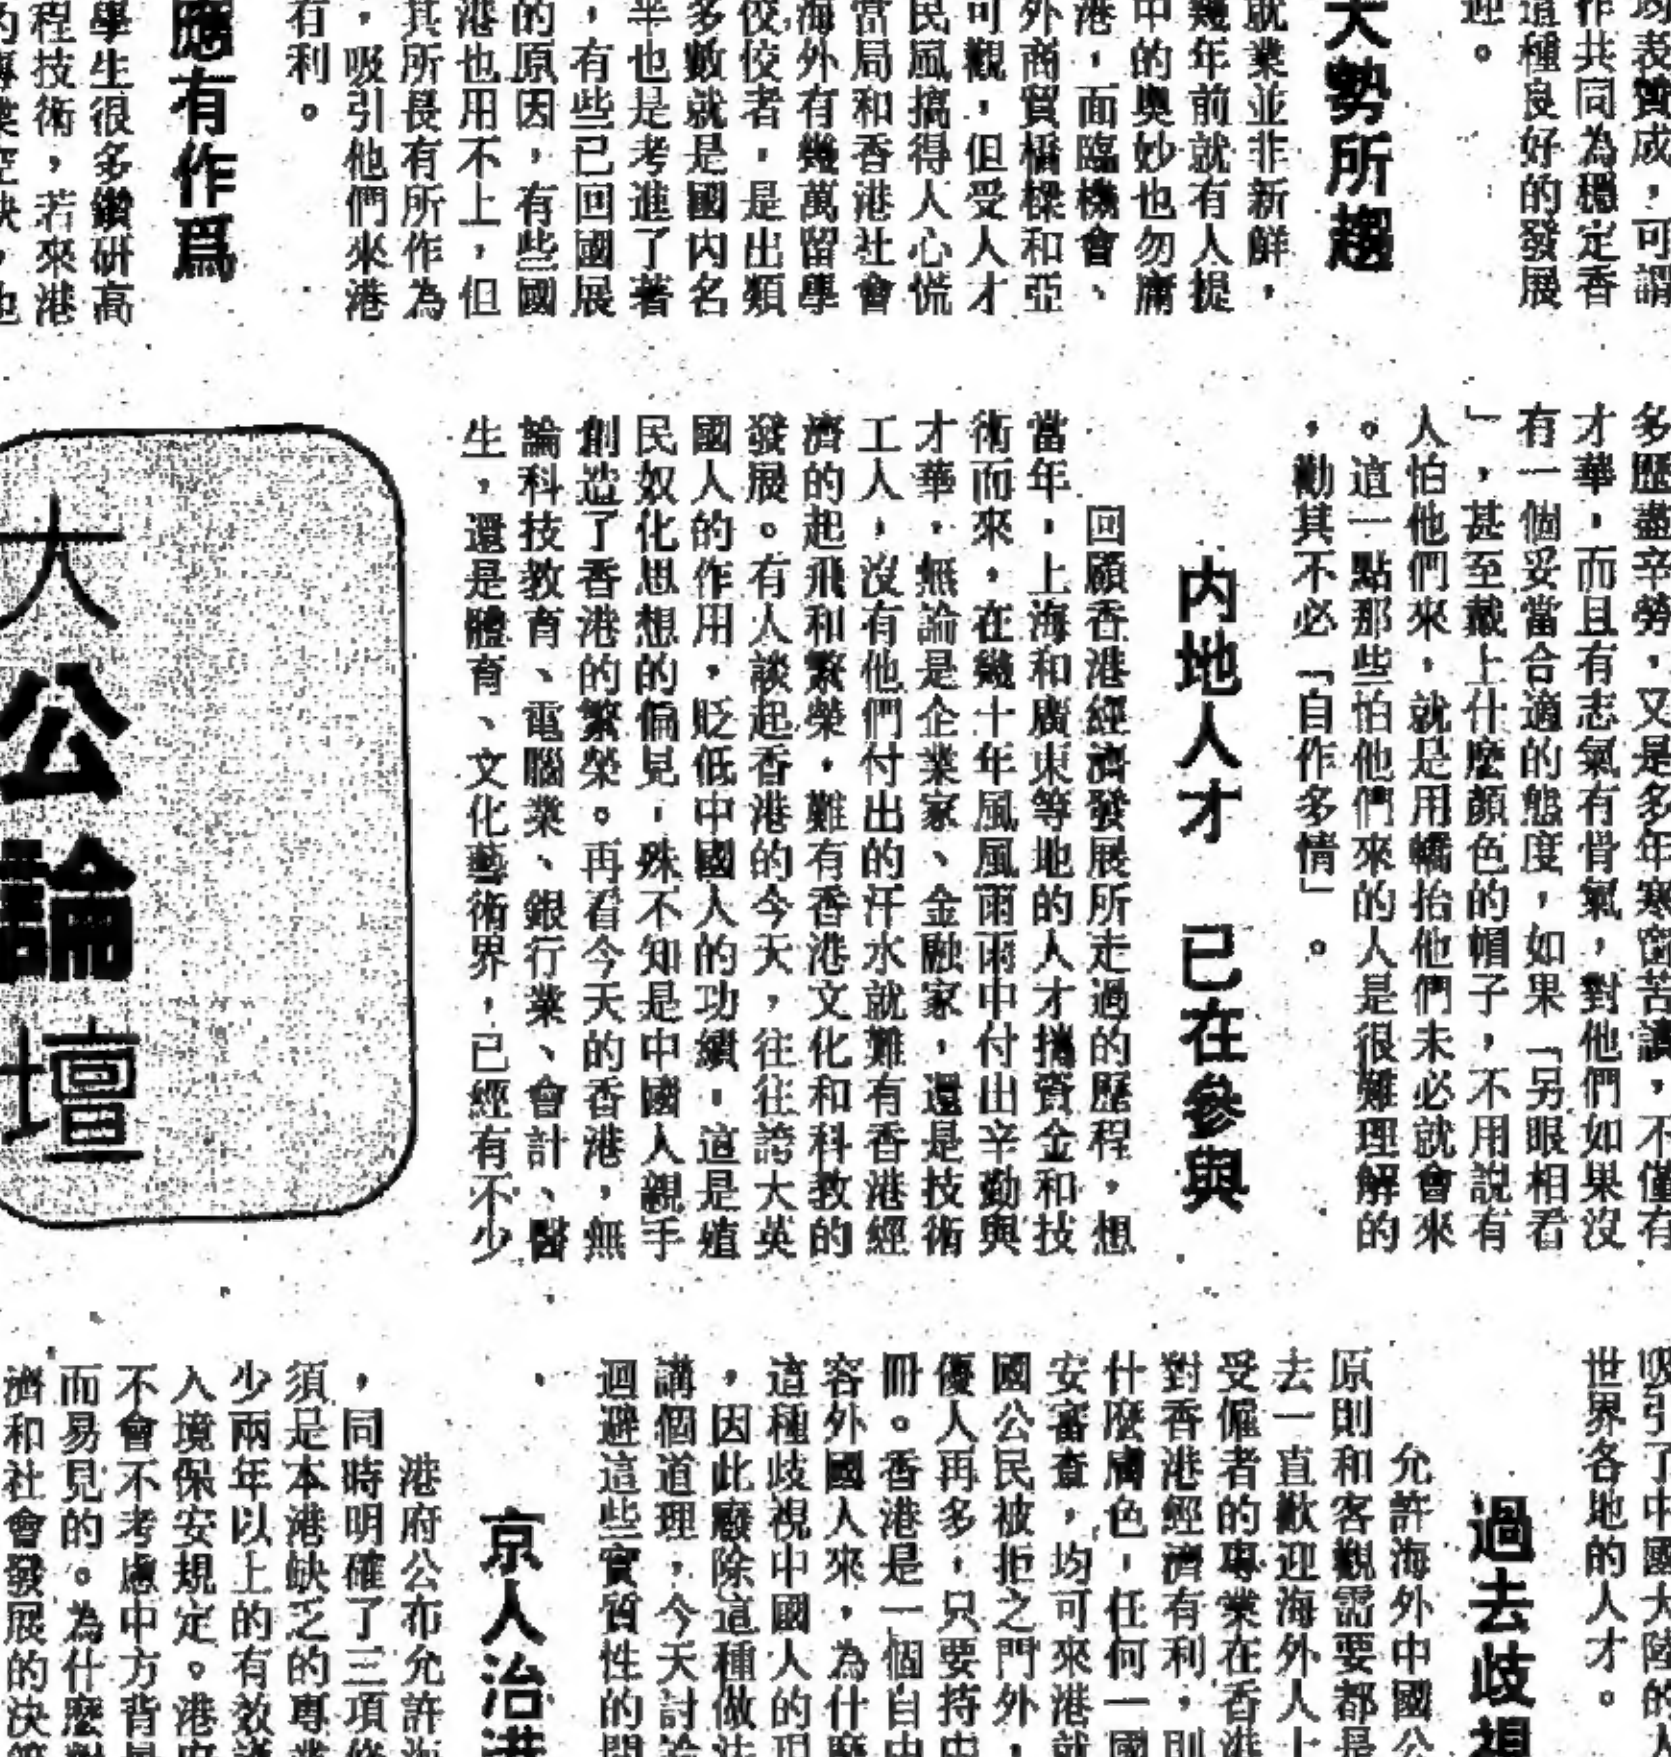 均表贊成,可謂
作共同為穩定香
這種良好的發展
迎。
大勢所趨
就業並非新鮮,
幾年前就有人提
中的奧妙也勿庸
港,面臨機會、
外商貿橋樑和亞
可觀,但受人才
民風搞得人心慌
當局和香港社會
海外有幾萬留學
佼佼者,是出類
多數就是國内名
半也是考進了著
,有些已回國展
的原因,有些國
港也用不上,但
其所長有所作為
,吸引他們來港
有利。
應有作爲
學生很多鑽研高
程技術,若來港
多歷盡辛勞,又是多年寒窗苦讀,不僅有
才華,而且有志氣有骨氣,對他們如果沒
有一個妥當合適的態度,如果「另眼相看
」,甚至戴上什麼顏色的帽子,不用説有
人怕他們來,就是用轎抬他們未必就會來
。這一點那些怕他們來的人是很難理解的
,勸其不必「自作多情」。
内地人才 已在參與
回顧香港經濟發展所走過的歷程,想
當年,上海和廣東等地的人才攜資金和技
術而來,在幾十年風風雨雨中付出辛勤與
才華,無論是企業家、金融家,還是技術
工人,沒有他們付出的汗水就難有香港經
濟的起飛和繁榮,難有香港文化和科教的
發展。有人談起香港的今天,往往誇大英
國人的作用,貶低中國人的功績,這是殖
民奴化思想的偏見,殊不知是中國人親手
創造了香港的繁榮。再看今天的香港,無
論科技教育、電腦業、銀行業、會計、醫
生,還是體育、文化藝術界,已經有不少
大公論壇
吸引了中國大陸的人
世界各地的人才。
過去歧視
允許海外中國公
原則和客觀需要都是
去一直歡迎海外人士
受僱者的專業在香港
對香港經濟有利,則
什麼膚色,任何一國
安審查,均可來港就
國公民被拒之門外,
優人再多,只要持中
冊。香港是一個自由
容外國人來,為什麼
這種歧視中國人的現
,因此廢除這種做法
講個道理,今天討論
迴避這些實質性的問
京人治港
港府公布允許海
,同時明確了三項條
須是本港缺乏的專業
少兩年以上的有效護
入境保安規定。港府
不會不考慮中方背景
而易見的。為什麼對
濟和社會發展的決策